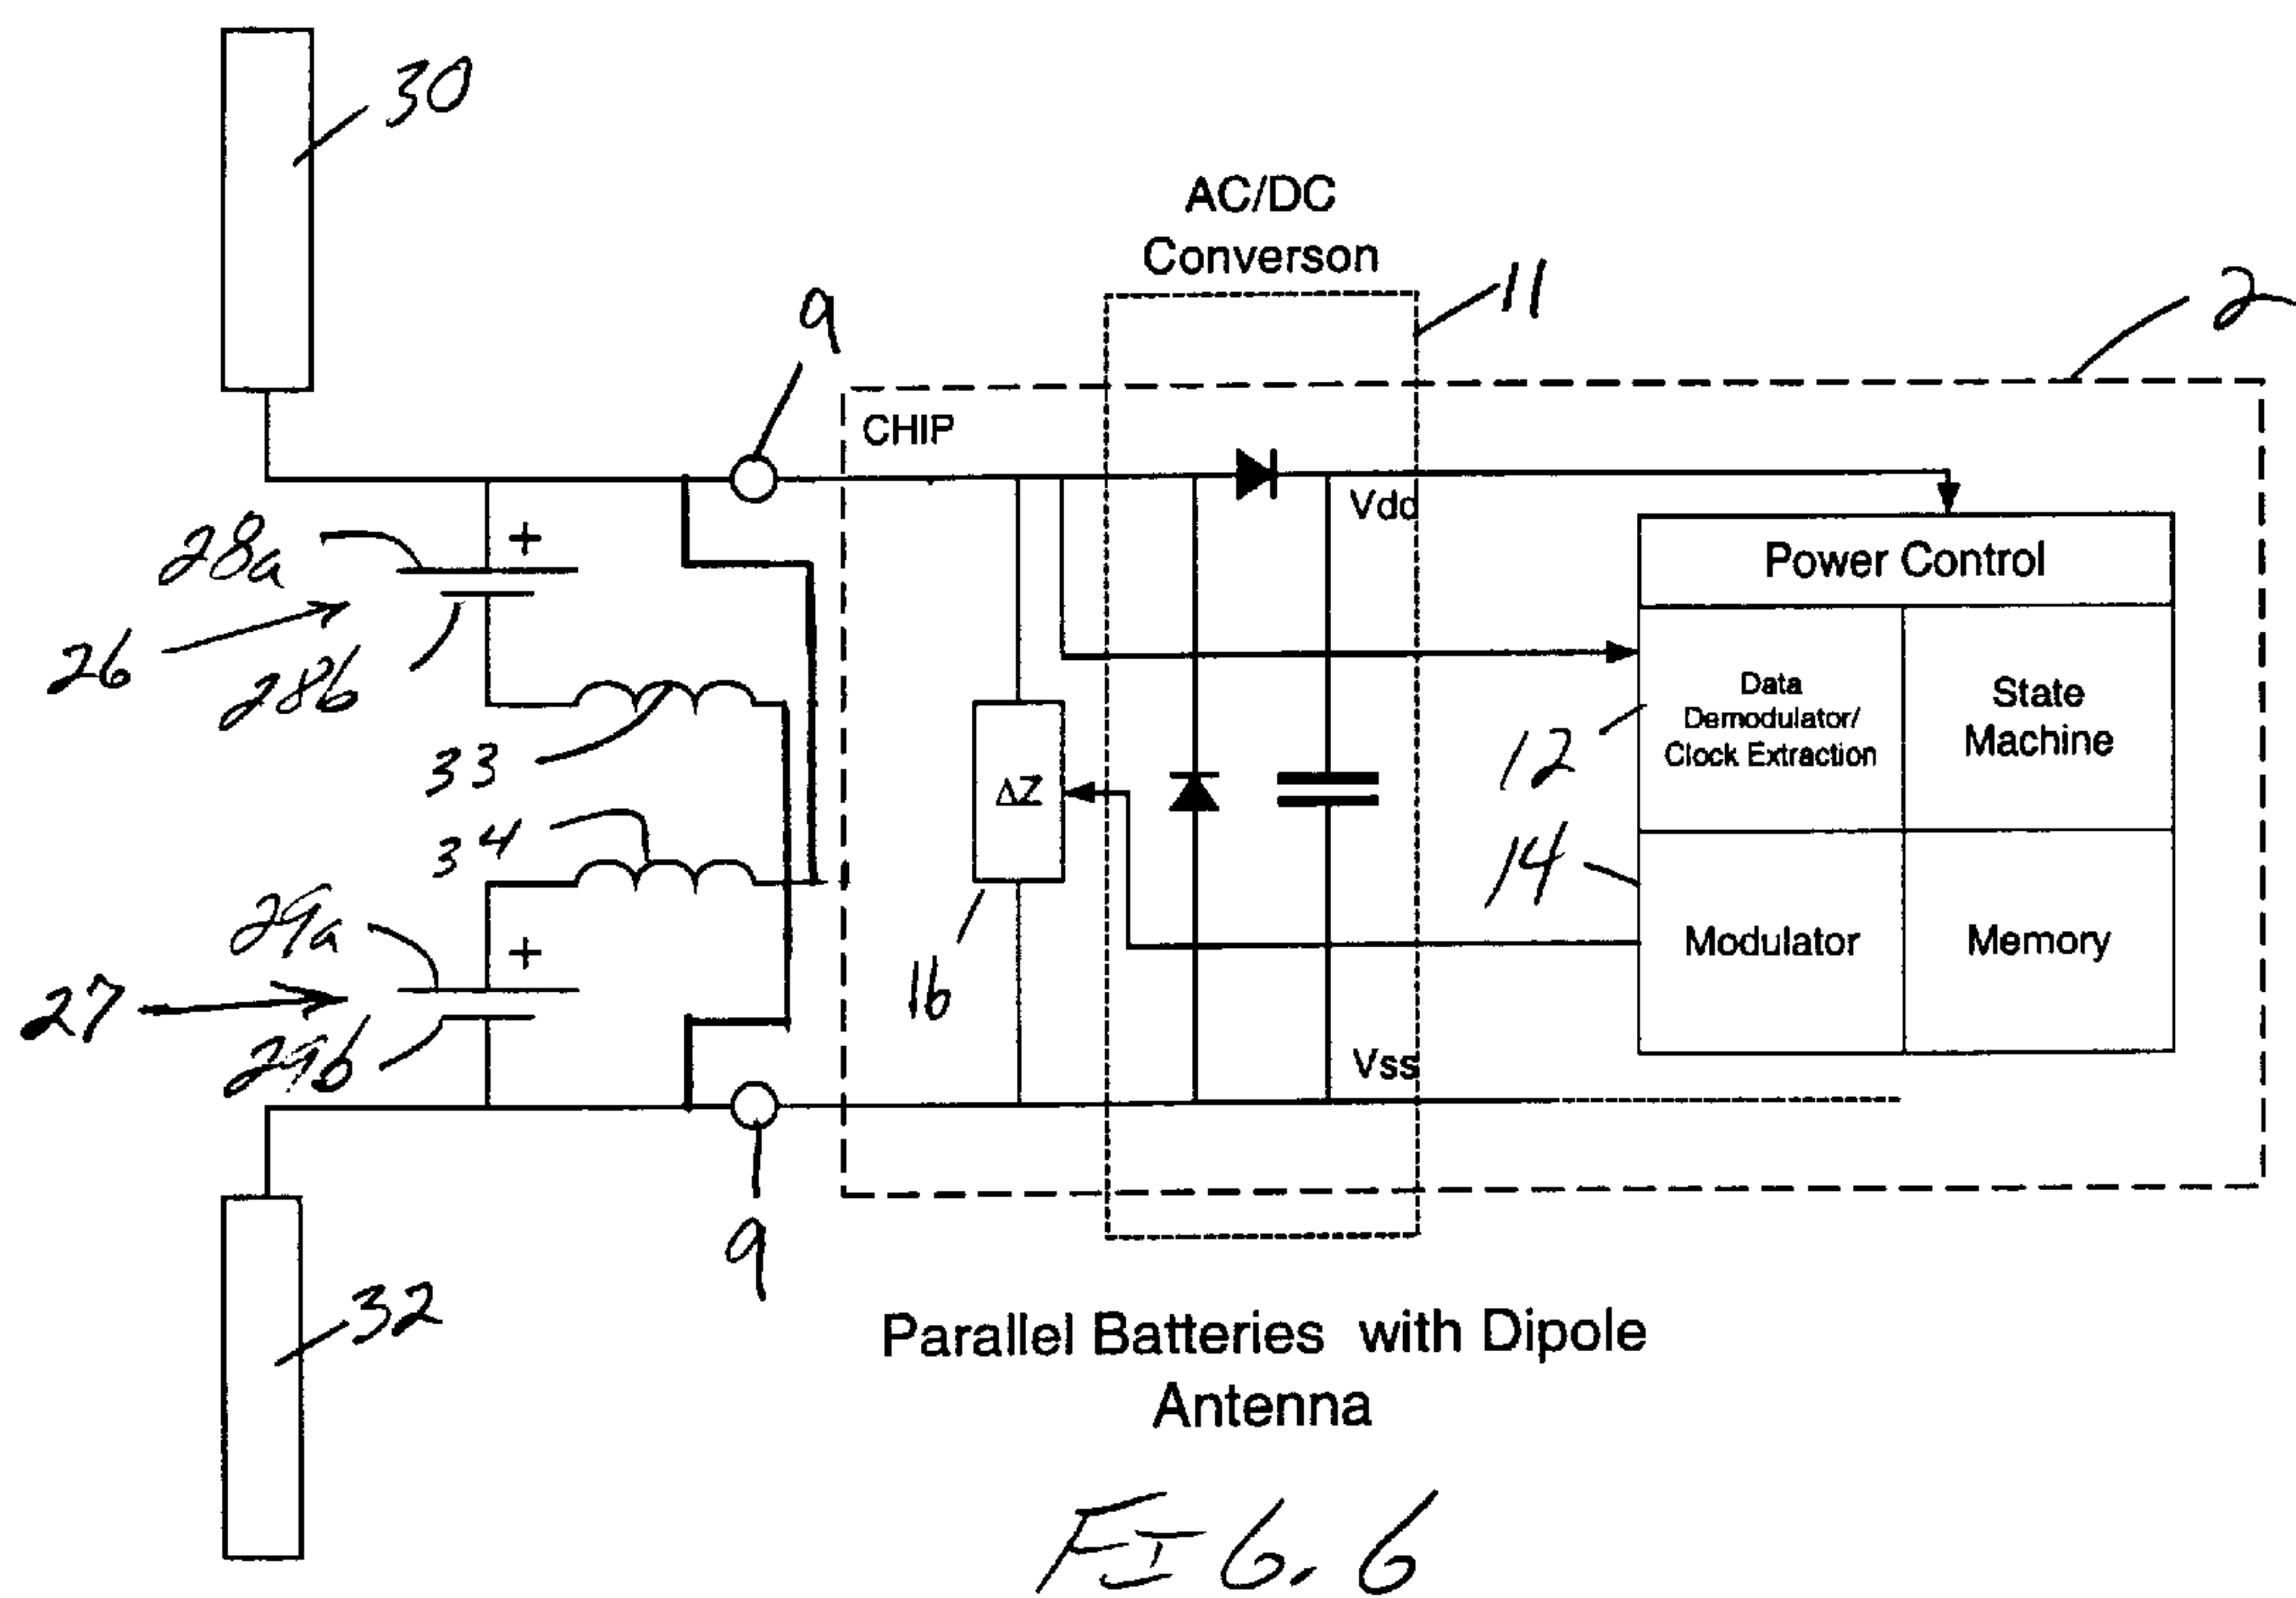 30
AC/DC
Converson
11
2
9
CHIP
Vdd
28a
+
Power Control
26
28b
Data
Demodulator/
Clock Extraction
State
Machine
33
12
ΔZ
34
14
29a
+
Modulator
Memory
27
16
29b
Vss
9
32
Parallel Batteries with Dipole
Antenna
FIG. 6